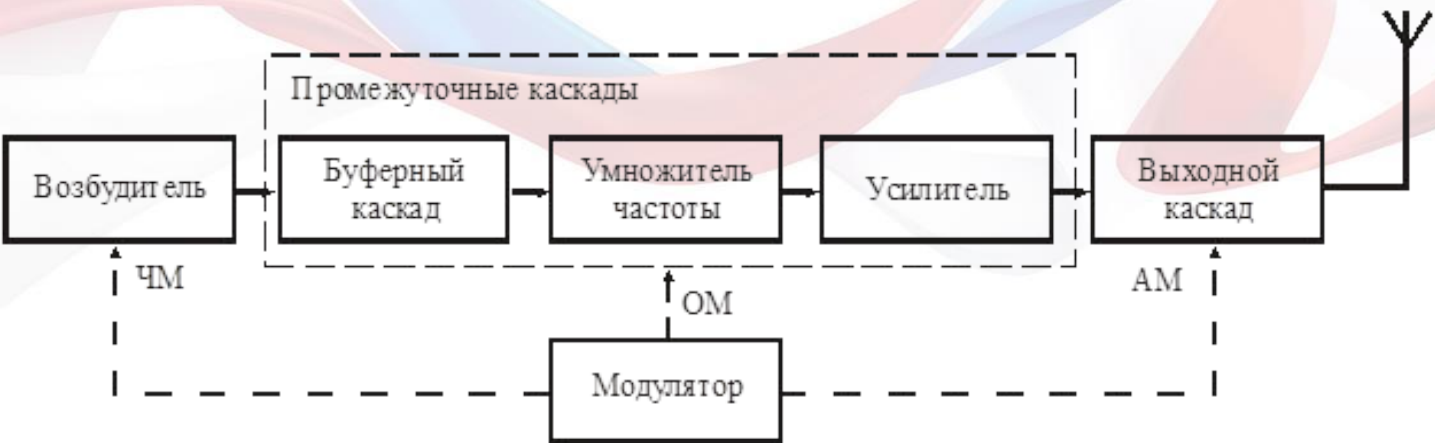 Промежуточные каскады
Возбудитель
Буферный
каскад
Умножитель
частоты
Усилитель
Выходной
каскад
ЧМ
ОМ
АМ
Модулятор